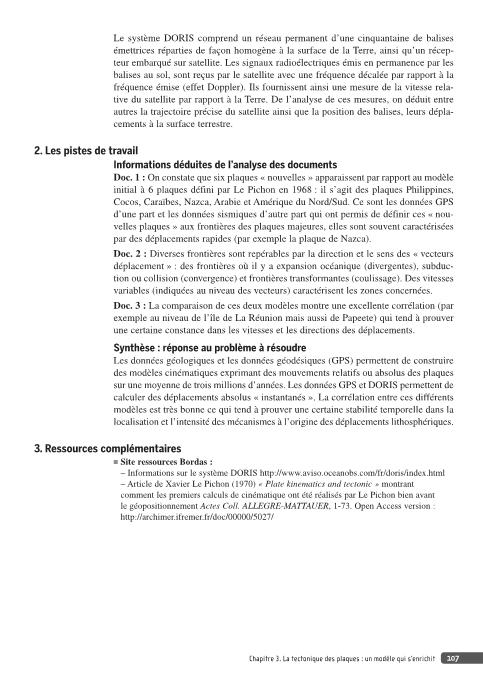 Le système DORIS comprend un réseau permanent d'une cinquantaine de balises
émettrices réparties de façon homogène à la surface de la Terre, ainsi qu'un récep-
teur embarqué sur satellite. Les signaux radioélectriques émis en permanence par les
balises au sol, sont reçus par le satellite avec une fréquence décalée par rapport à la
fréquence émise (effet Doppler). Ils fournissent ainsi une mesure de la vitesse rela-
tive du satellite par rapport à la Terre. De l'analyse de ces mesures, on déduit entre
autres la trajectoire précise du satellite ainsi que la position des balises, leurs dépla-
cements à la surface terrestre.
2. Les pistes de travail
Informations déduites de l'analyse des documents
Doc. 1 : On constate que six plaques « nouvelles » apparaissent par rapport au modèle
initial à 6 plaques défini par Le Pichon en 1968 : il s'agit des plaques Philippines,
Cocos, Caraïbes, Nazca, Arabie et Amérique du Nord/Sud. Ce sont les données GPS
d'une part et les données sismiques d'autre part qui ont permis de définir ces « nou-
velles plaques » aux frontières des plaques majeures, elles sont souvent caractérisées
par des déplacements rapides (par exemple la plaque de Nazca).
Doc. 2 : Diverses frontières sont repérables par la direction et le sens des « vecteurs
déplacement » : des frontières où il y a expansion océanique (divergentes), subduc-
tion ou collision (convergence) et frontières transformantes (coulissage). Des vitesses
variables (indiquées au niveau des vecteurs) caractérisent les zones concernées.
Doc. 3 : La comparaison de ces deux modèles montre une excellente corrélation (par
exemple au niveau de l'île de La Réunion mais aussi de Papeete) qui tend à prouver
une certaine constance dans les vitesses et les directions des déplacements.
Synthèse : réponse au problème à résoudre
Les données géologiques et les données géodésiques (GPS) permettent de construire
des modèles cinématiques exprimant des mouvements relatifs ou absolus des plaques
sur une moyenne de trois millions d'années. Les données GPS et DORIS permettent de
calculer des déplacements absolus « instantanés ». La corrélation entre ces différents
modèles est très bonne ce qui tend à prouver une certaine stabilité temporelle dans la
localisation et l'intensité des mécanismes à l'origine des déplacements lithosphériques.
3. Ressources complémentaires
■ Site ressources Bordas :
– Informations sur le système DORIS http://www.aviso.oceanobs.com/fr/doris/index.html
– Article de Xavier Le Pichon (1970) « Plate kinematics and tectonic » montrant
comment les premiers calculs de cinématique ont été réalisés par Le Pichon bien avant
le géopositionnement Actes Coll. ALLEGRE-MATTAUER, 1-73. Open Access version :
http://archimer.ifremer.fr/doc/00000/5027/
Chapitre 3. La tectonique des plaques : un modèle qui s'enrichit 107